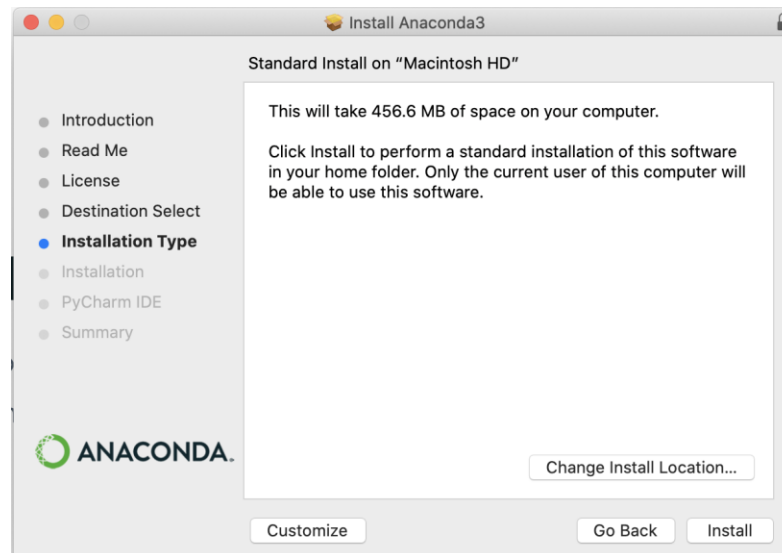 Install Anaconda3
Standard Install on “Macintosh HD”
Introduction
Read Me
License
Destination Select
Installation Type
Installation
PyCharm IDE
Summary
ANACONDA.
This will take 456.6 MB of space on your computer.
Click Install to perform a standard installation of this software
in your home folder. Only the current user of this computer will
be able to use this software.
Change Install Location...
Customize
Go Back
Install